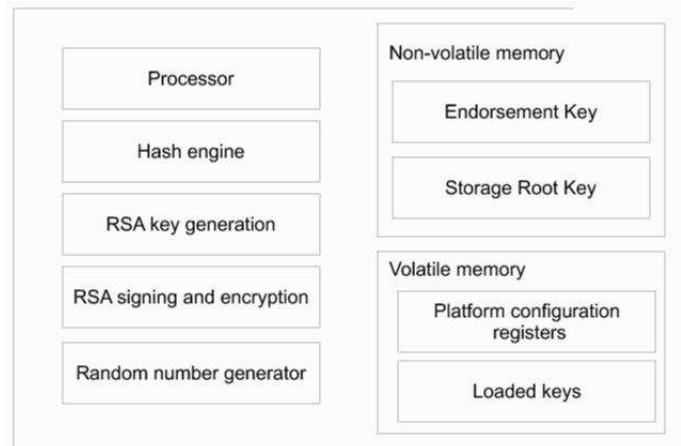 Processor
Hash engine
RSA key generation
RSA signing and encryption
Random number generator
Non-volatile memory
Endorsement Key
Storage Root Key
Volatile memory
Platform configuration
registers
Loaded keys